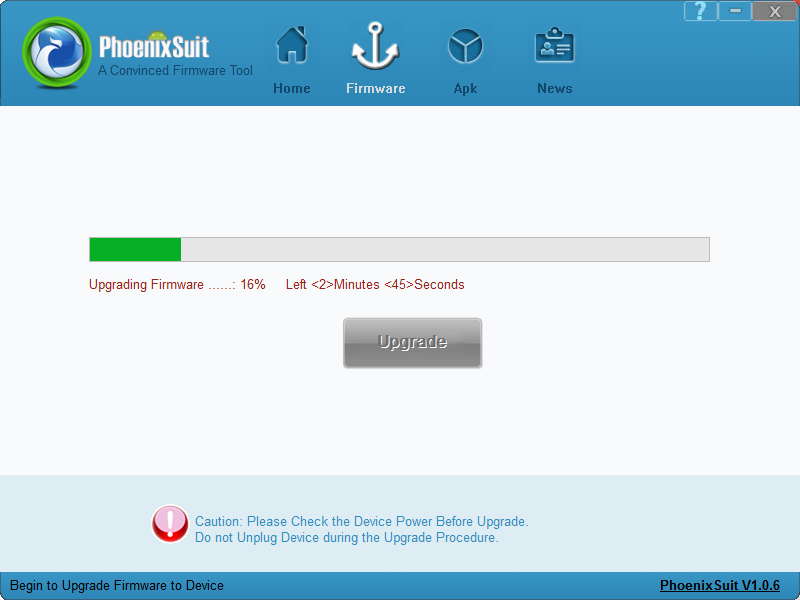 PhoenixSuit
A Convinced Firmware Tool
Home
Firmware
Apk
News
?
X
Upgrading Firmware ......: 16% Left <2>Minutes <45>Seconds
Upgrade
Caution: Please Check the Device Power Before Upgrade.
Do not Unplug Device during the Upgrade Procedure.
Begin to Upgrade Firmware to Device
PhoenixSuit V1.0.6